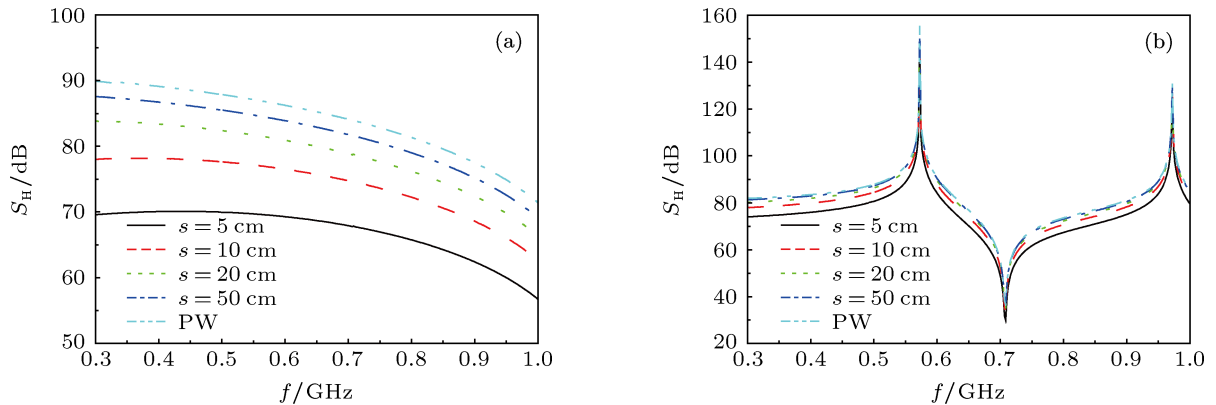 (a)
100
90
80
70
60
50
S_H/dB
s = 5 cm
s = 10 cm
s = 20 cm
s = 50 cm
PW
0.3 0.4 0.5 0.6 0.7 0.8 0.9 1.0
f/GHz
(b)
160
140
120
100
80
60
40
20
S_H/dB
s = 5 cm
s = 10 cm
s = 20 cm
s = 50 cm
PW
0.3 0.4 0.5 0.6 0.7 0.8 0.9 1.0
f/GHz